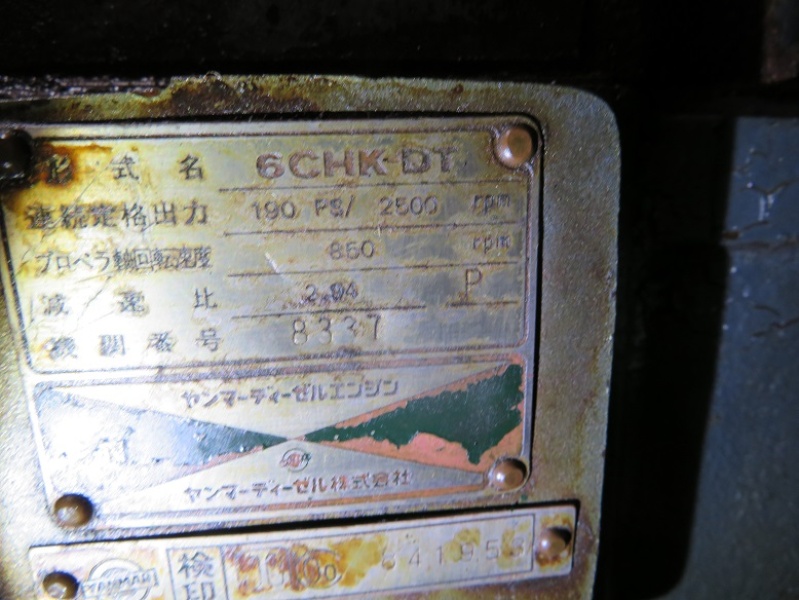 形式名 6CHK-DT
連続定格出力 190 PS/ 2500 rpm
プロペラ軸回転速度 850 rpm
減速比 2.94 P
機関番号 8337
ヤンマーディーゼルエンジン
ヤンマーディーゼル株式会社
YANMAR 検印